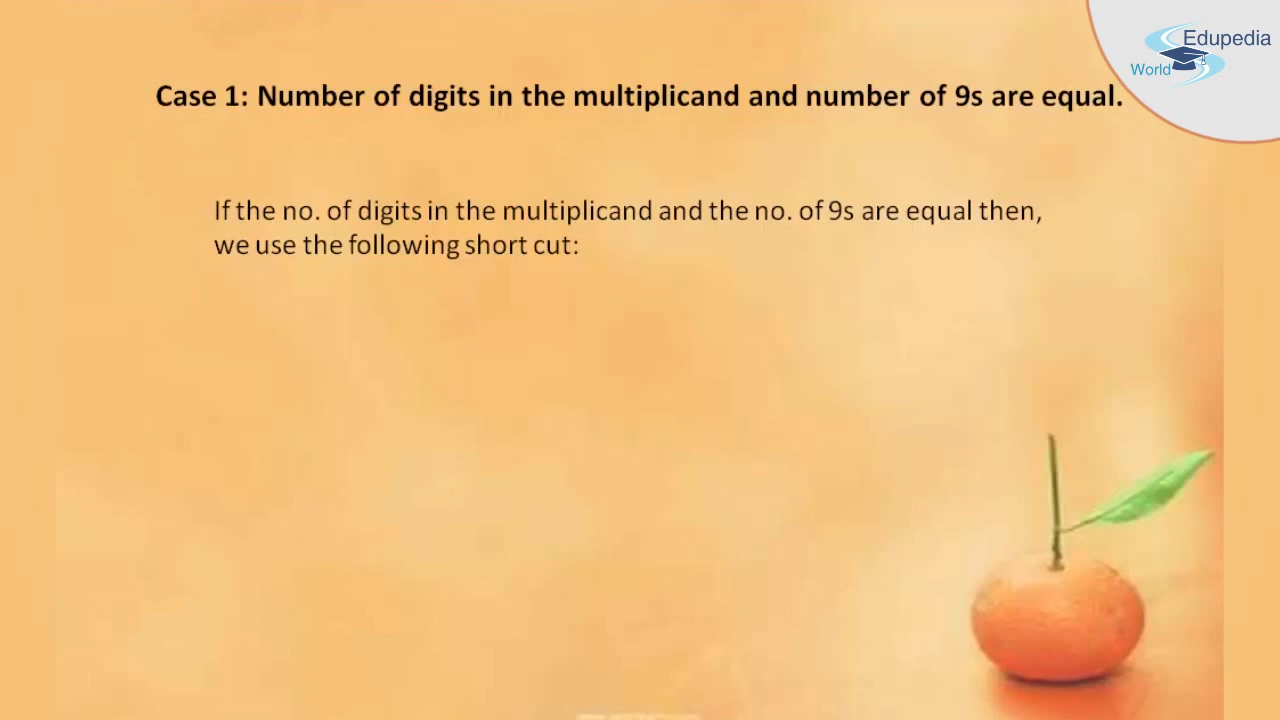 Edupedia
World
Case 1: Number of digits in the multiplicand and number of 9s are equal.
If the no. of digits in the multiplicand and the no. of 9s are equal then,
we use the following short cut: